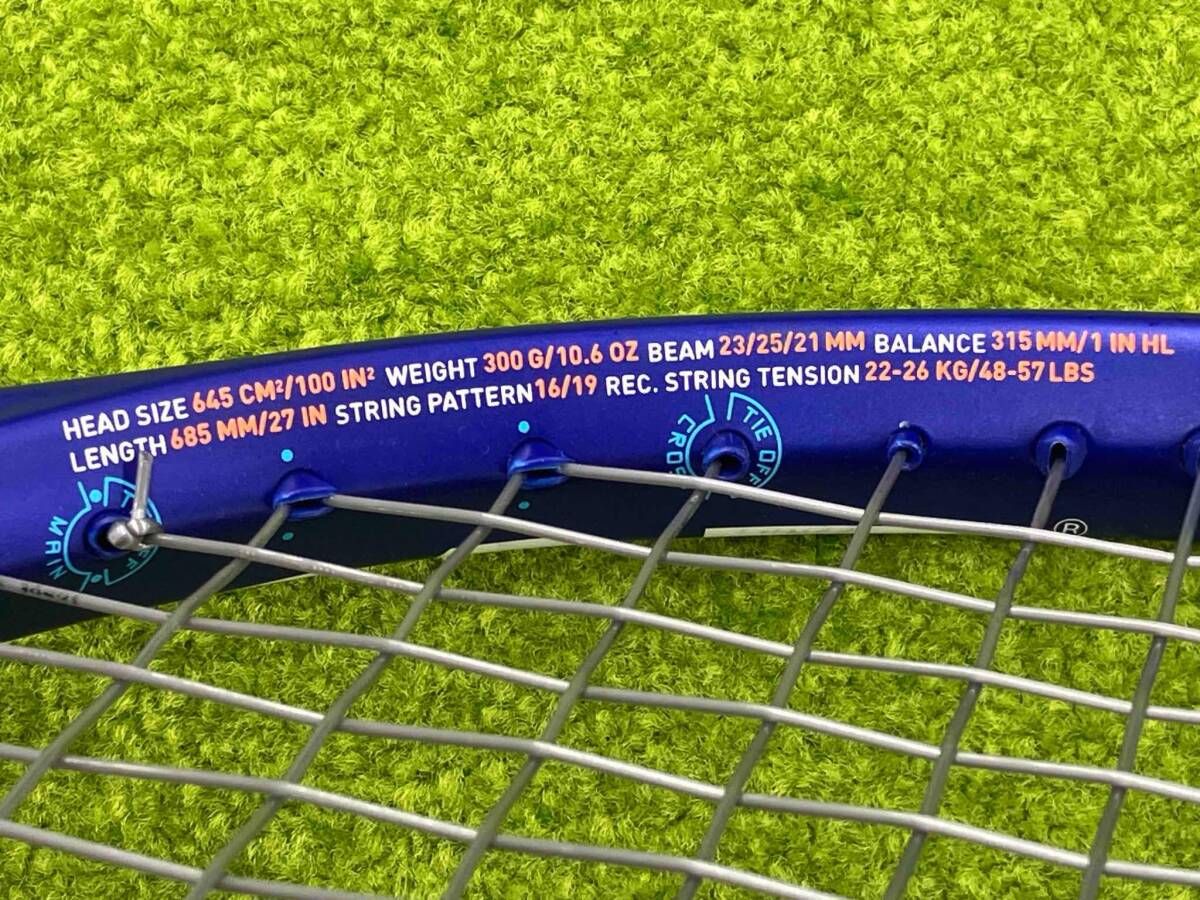 HEAD SIZE 645 CM²/100 IN² WEIGHT 300 G/10.6 OZ BEAM 23/25/21 MM BALANCE 315 MM/1 IN HL
LENGTH 685 MM/27 IN STRING PATTERN 16/19 REC. STRING TENSION 22-26 KG/48-57 LBS
TIE OFF
CROS
TIE OFF
MAIN
®